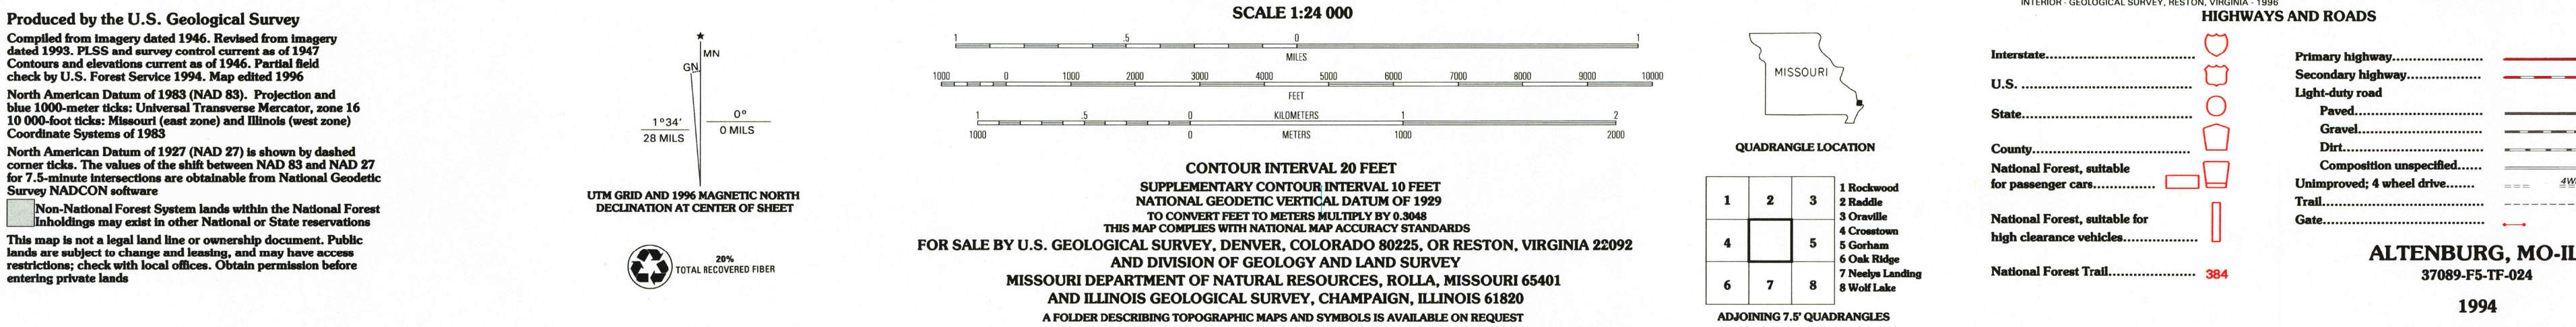 Produced by the U.S. Geological Survey
Compiled from imagery dated 1946. Revised from imagery
dated 1993. PLSS and survey control current as of 1947
Contours and elevations current as of 1946. Partial field
check by U.S. Forest Service 1994. Map edited 1996
North American Datum of 1983 (NAD 83). Projection and
blue 1000-meter ticks: Universal Transverse Mercator, zone 16
10 000-foot ticks: Missouri (east zone) and Illinois (west zone)
Coordinate Systems of 1983
North American Datum of 1927 (NAD 27) is shown by dashed
corner ticks. The values of the shift between NAD 83 and NAD 27
for 7.5-minute intersections are obtainable from National Geodetic
Survey NADCON software
Non-National Forest System lands within the National Forest
Inholdings may exist in other National or State reservations
This map is not a legal land line or ownership document. Public
lands are subject to change and leasing, and may have access
restrictions; check with local offices. Obtain permission before
entering private lands
MN
GN
1°34′
28 MILS
0°
0 MILS
UTM GRID AND 1996 MAGNETIC NORTH
DECLINATION AT CENTER OF SHEET
20%
TOTAL RECOVERED FIBER
SCALE 1:24 000
1 .5 0 1
MILES
1000 0 1000 2000 3000 4000 5000 6000 7000 8000 9000 10000
FEET
1 .5 0 KILOMETERS 1 2
1000 0 METERS 1000 2000
CONTOUR INTERVAL 20 FEET
SUPPLEMENTARY CONTOUR INTERVAL 10 FEET
NATIONAL GEODETIC VERTICAL DATUM OF 1929
TO CONVERT FEET TO METERS MULTIPLY BY 0.3048
THIS MAP COMPLIES WITH NATIONAL MAP ACCURACY STANDARDS
FOR SALE BY U.S. GEOLOGICAL SURVEY, DENVER, COLORADO 80225, OR RESTON, VIRGINIA 22092
AND DIVISION OF GEOLOGY AND LAND SURVEY
MISSOURI DEPARTMENT OF NATURAL RESOURCES, ROLLA, MISSOURI 65401
AND ILLINOIS GEOLOGICAL SURVEY, CHAMPAIGN, ILLINOIS 61820
A FOLDER DESCRIBING TOPOGRAPHIC MAPS AND SYMBOLS IS AVAILABLE ON REQUEST
MISSOURI
QUADRANGLE LOCATION
1 2 3
4 5
6 7 8
1 Rockwood
2 Raddle
3 Oraville
4 Crosstown
5 Gorham
6 Oak Ridge
7 Neelys Landing
8 Wolf Lake
ADJOINING 7.5′ QUADRANGLES
INTERIOR - GEOLOGICAL SURVEY, RESTON, VIRGINIA - 1996
HIGHWAYS AND ROADS
Interstate
U.S.
State
County
National Forest, suitable
for passenger cars
National Forest, suitable for
high clearance vehicles
National Forest Trail 384
Primary highway
Secondary highway
Light-duty road
Paved
Gravel
Dirt
Composition unspecified
Unimproved; 4 wheel drive 4W
Trail
Gate
ALTENBURG, MO-IL
37089-F5-TF-024
1994